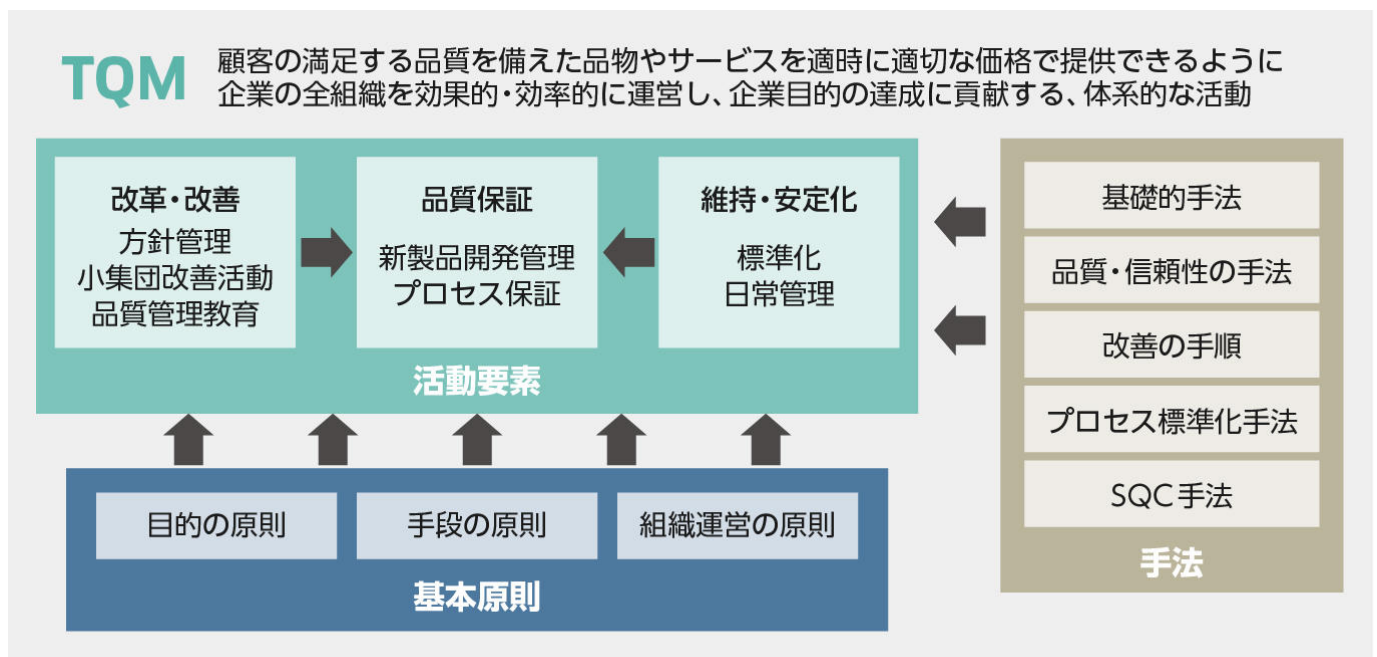 TQM
顧客の満足する品質を備えた品物やサービスを適時に適切な価格で提供できるように
企業の全組織を効果的・効率的に運営し、企業目的の達成に貢献する、体系的な活動
改革・改善
方針管理
小集団改善活動
品質管理教育
品質保証
新製品開発管理
プロセス保証
維持・安定化
標準化
日常管理
活動要素
目的の原則
手段の原則
組織運営の原則
基本原則
基礎的手法
品質・信頼性の手法
改善の手順
プロセス標準化手法
SQC手法
手法